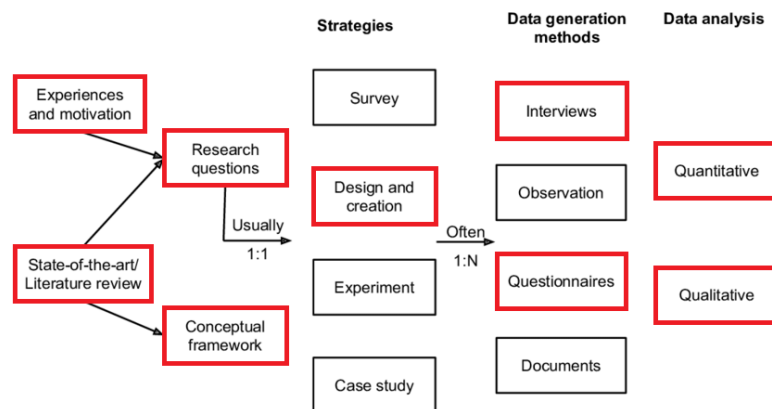 Strategies
Data generation
methods
Data analysis
Experiences
and motivation
Research
questions
State-of-the-art/
Literature review
Conceptual
framework
Usually
1:1
Survey
Design and
creation
Experiment
Case study
Often
1:N
Interviews
Observation
Questionnaires
Documents
Quantitative
Qualitative